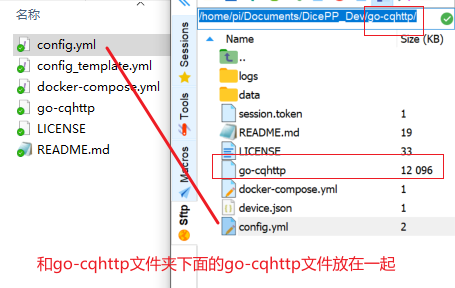 名称
config.yml
config_template.yml
docker-compose.yml
go-cqhttp
LICENSE
README.md
Sessions
Tools
Macros
Sftp
/home/pi/Documents/DicePP_Dev/go-cqhttp/
Name
Size (KB)
..
logs
data
session.token 1
README.md 19
LICENSE 33
go-cqhttp 12 096
docker-compose.yml 1
device.json 1
config.yml 2
和go-cqhttp文件夹下面的go-cqhttp文件放在一起